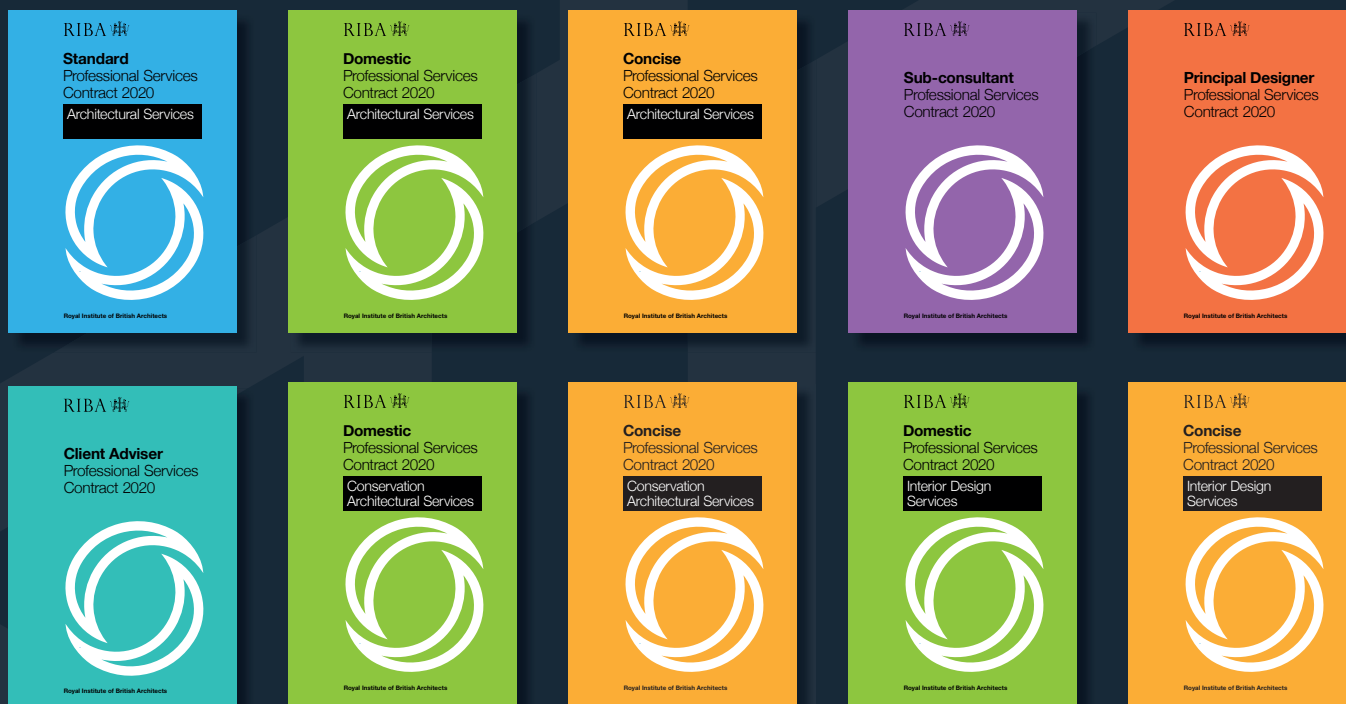 RIBA
Standard
Professional Services
Contract 2020
Architectural Services
Royal Institute of British Architects
RIBA
Domestic
Professional Services
Contract 2020
Architectural Services
Royal Institute of British Architects
RIBA
Concise
Professional Services
Contract 2020
Architectural Services
Royal Institute of British Architects
RIBA
Sub-consultant
Professional Services
Contract 2020
Royal Institute of British Architects
RIBA
Principal Designer
Professional Services
Contract 2020
Royal Institute of British Architects
RIBA
Client Adviser
Professional Services
Contract 2020
Royal Institute of British Architects
RIBA
Domestic
Professional Services
Contract 2020
Conservation
Architectural Services
Royal Institute of British Architects
RIBA
Concise
Professional Services
Contract 2020
Conservation
Architectural Services
Royal Institute of British Architects
RIBA
Domestic
Professional Services
Contract 2020
Interior Design
Services
Royal Institute of British Architects
RIBA
Concise
Professional Services
Contract 2020
Interior Design
Services
Royal Institute of British Architects